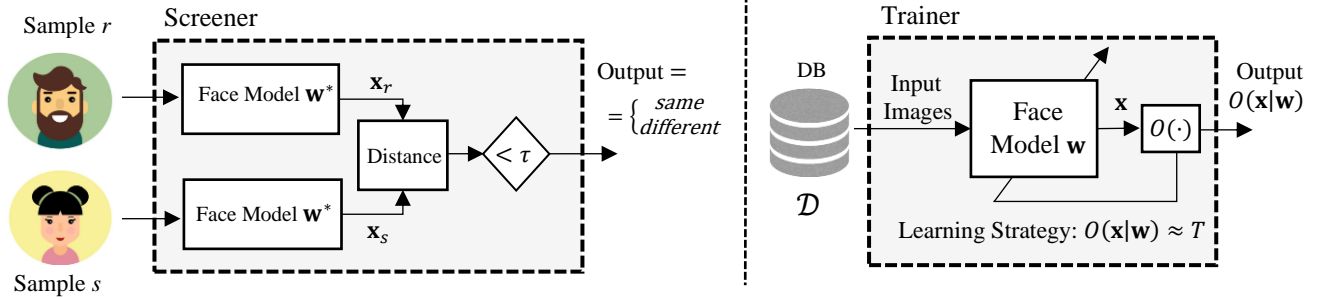 Screener
Sample r
Face Model w*
x_r
Distance
< τ
Output =
= { same
different
Face Model w*
x_s
Sample s
Trainer
DB
𝒟
Input
Images
Face
Model w
x
O(·)
Output
O(x|w)
Learning Strategy: O(x|w) ≈ T